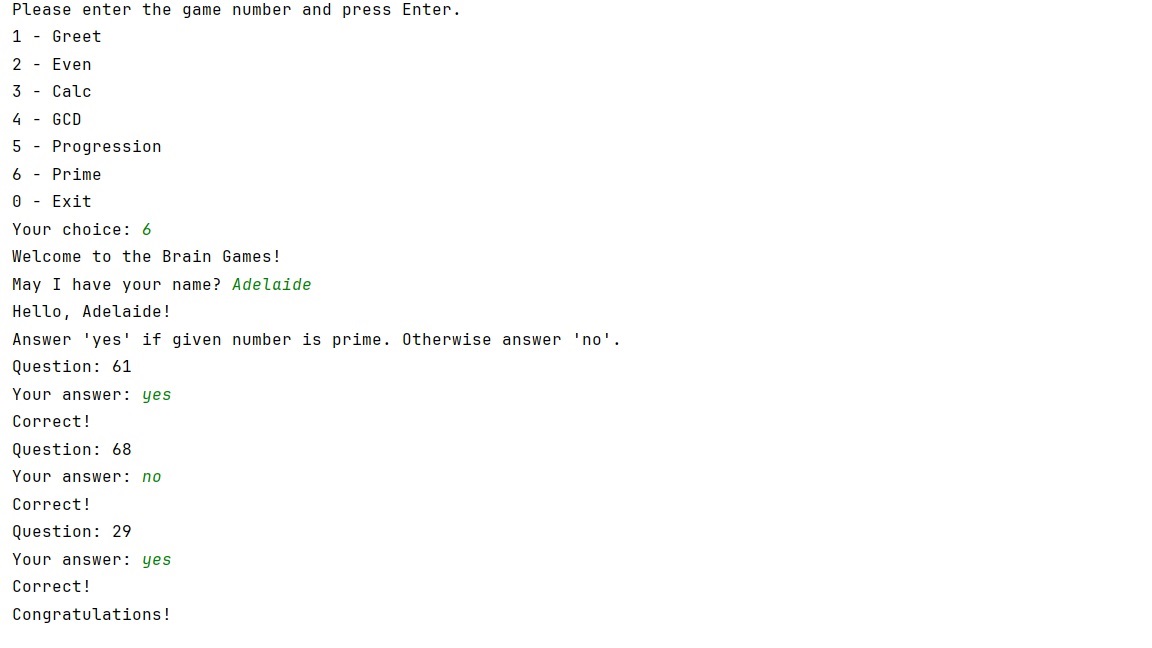 Please enter the game number and press Enter.
1 - Greet
2 - Even
3 - Calc
4 - GCD
5 - Progression
6 - Prime
0 - Exit
Your choice: 6
Welcome to the Brain Games!
May I have your name? Adelaide
Hello, Adelaide!
Answer 'yes' if given number is prime. Otherwise answer 'no'.
Question: 61
Your answer: yes
Correct!
Question: 68
Your answer: no
Correct!
Question: 29
Your answer: yes
Correct!
Congratulations!